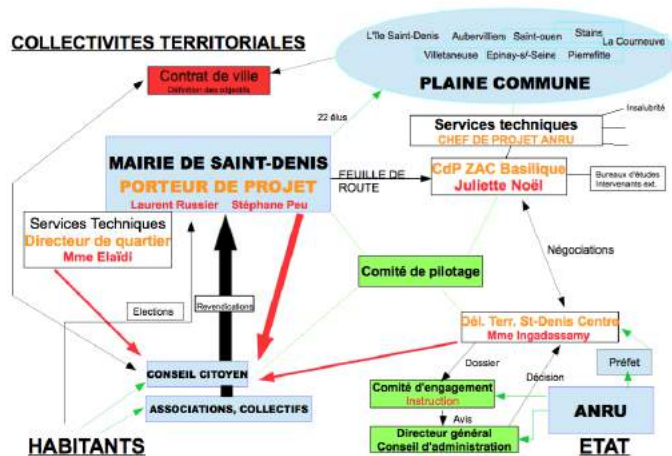 COLLECTIVITES TERRITORIALES
L'Ile Saint-Denis
Aubervilliers
Saint-ouen
Stains
La Courneuve
Villetaneuse
Epinay-s/-Seine
Pierrefitte
PLAINE COMMUNE
Contrat de ville
Définition des objectifs
22 élus
Insalubrité
Services techniques
CHEF DE PROJET ANRU
MAIRIE DE SAINT-DENIS
PORTEUR DE PROJET
Laurent Russier
Stéphane Peu
FEUILLE DE
ROUTE
CdP ZAC Basilique
Juliette Noël
Bureaux d'études
Intervenants ext.
Services Techniques
Directeur de quartier
Mme Elaïdi
Négociations
Comité de pilotage
Elections
Revendications
Dél. Terr. St-Denis Centre
Mme Ingadassamy
Préfet
Dossier
Décision
CONSEIL CITOYEN
Comité d'engagement
Instruction
ANRU
ASSOCIATIONS, COLLECTIFS
Avis
Directeur général
Conseil d'administration
HABITANTS
ETAT